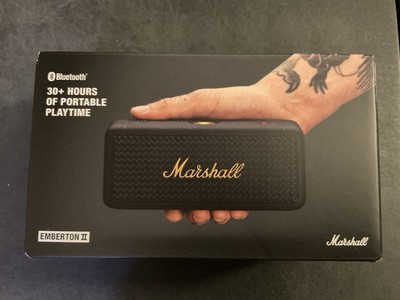 Bluetooth®
30+ HOURS
OF PORTABLE
PLAYTIME
Marshall
EMBERTON II
Marshall